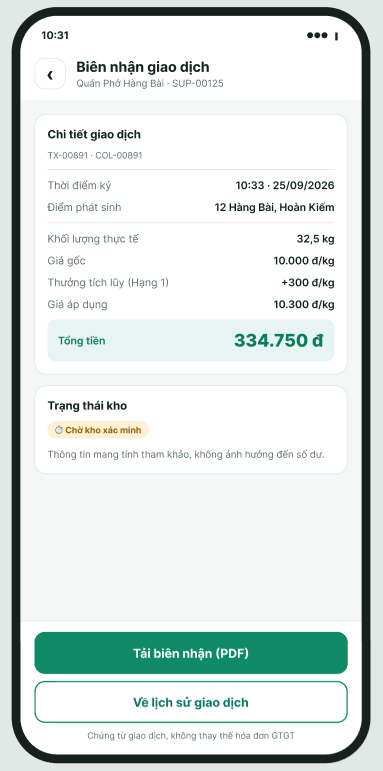 10:31
Biên nhận giao dịch
Quán Phở Hàng Bài · SUP-00125
Chi tiết giao dịch
TX-00891 · COL-00891
Thời điểm ký 10:33 · 25/09/2026
Điểm phát sinh 12 Hàng Bài, Hoàn Kiếm
Khối lượng thực tế 32,5 kg
Giá gốc 10.000 đ/kg
Thưởng tích lũy (Hạng 1) +300 đ/kg
Giá áp dụng 10.300 đ/kg
Tổng tiền 334.750 đ
Trạng thái kho
Chờ kho xác minh
Thông tin mang tính tham khảo, không ảnh hưởng đến số dư.
Tải biên nhận (PDF)
Về lịch sử giao dịch
Chứng từ giao dịch, không thay thế hóa đơn GTGT